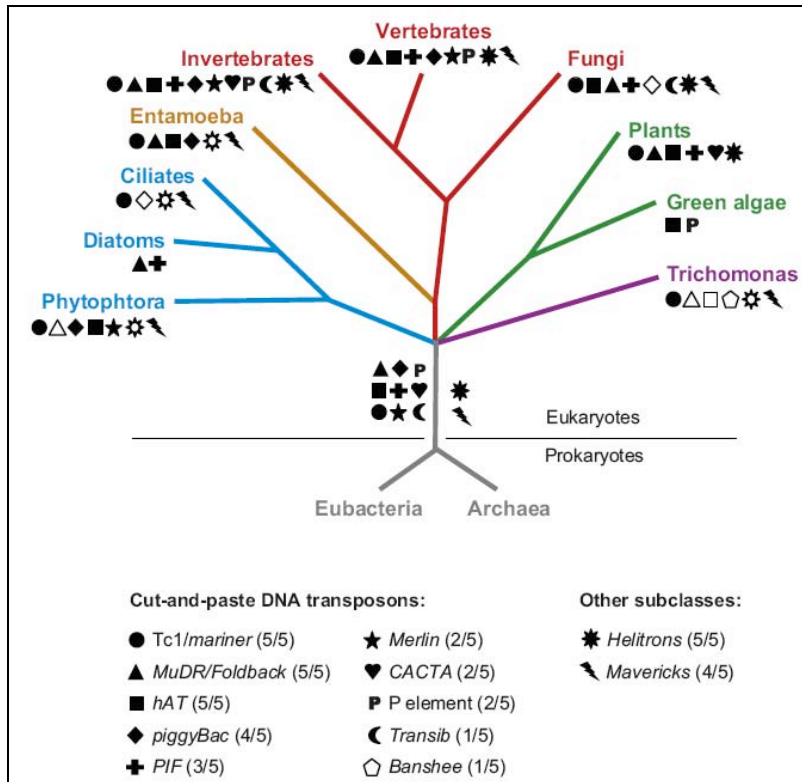 Vertebrates
Invertebrates
P
P
Fungi
Entamoeba
Plants
Ciliates
Green algae
P
Diatoms
Trichomonas
Phytophtora
P
Eukaryotes
Prokaryotes
Eubacteria Archaea
Cut-and-paste DNA transposons: Other subclasses:
Tc1/mariner (5/5) Merlin (2/5) Helitrons (5/5)
MuDR/Foldback (5/5) CACTA (2/5) Mavericks (4/5)
hAT (5/5) P P element (2/5)
piggyBac (4/5) Transib (1/5)
PIF (3/5) Banshee (1/5)